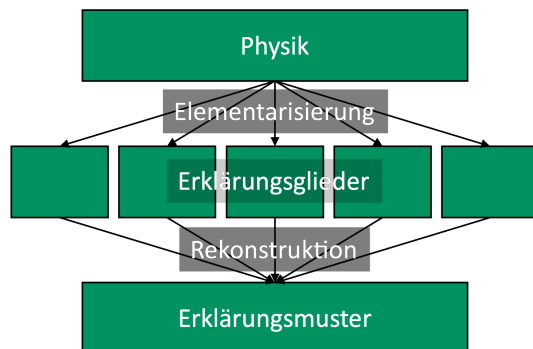 Physik
Elementarisierung
Erklärungsglieder
Rekonstruktion
Erklärungsmuster